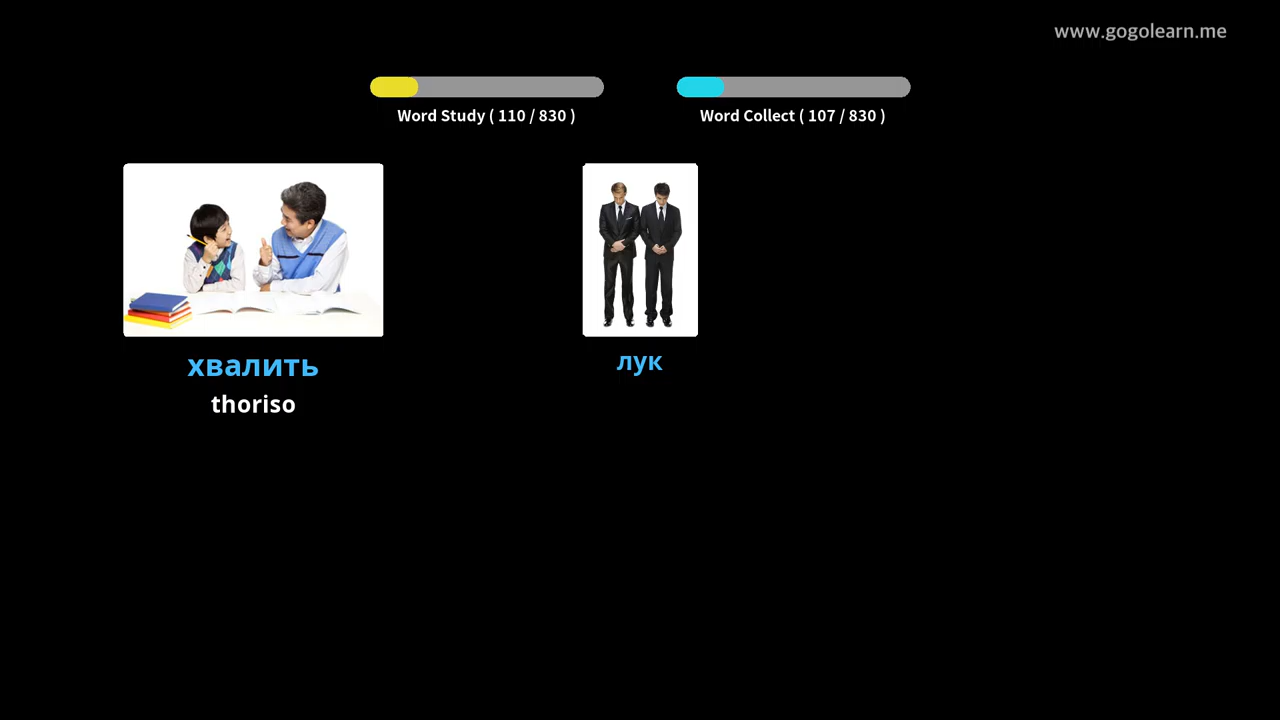 www.gogolearn.me
Word Study ( 110 / 830 )
Word Collect ( 107 / 830 )
хвалить
thoriso
лук